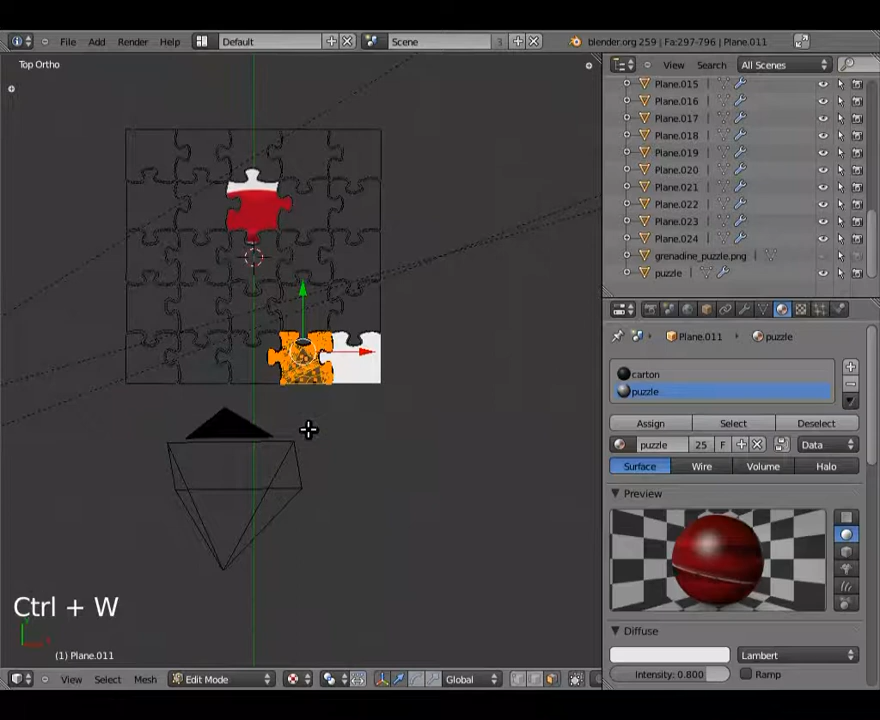 File Add Render Help Default Scene 3 blender.org 259 | Fa:297-796 | Plane.011
Top Ortho
View Search All Scenes
Plane.015
Plane.016
Plane.017
Plane.018
Plane.019
Plane.020
Plane.021
Plane.022
Plane.023
Plane.024
grenadine_puzzle.png
puzzle
Plane.011 puzzle
carton
puzzle
Assign Select Deselect
puzzle 25 F Data
Surface Wire Volume Halo
Preview
Diffuse
Lambert
Intensity: 0.800 Ramp
Ctrl + W
(1) Plane.011
View Select Mesh Edit Mode Global